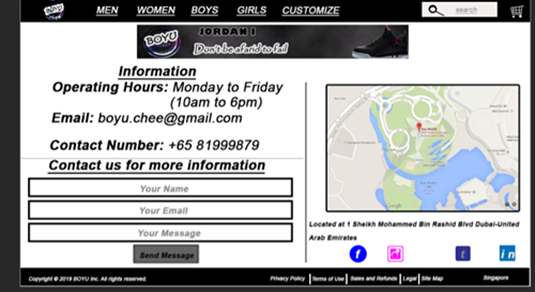 BOYU
MEN WOMEN BOYS GIRLS CUSTOMIZE
search
BOYU
JORDAN I
Don't be afarid to fail
Information
Operating Hours: Monday to Friday
(10am to 6pm)
Email: boyu.chee@gmail.com
Contact Number: +65 81999879
Contact us for more information
Your Name
Your Email
Your Message
Send Message
Google
Located at 1 Sheikh Mohammed Bin Rashid Blvd Dubai-United
Arab Emirates
f
t
in
Copyright © 2019 BOYU Inc. All rights reserved.
Privacy Policy Terms of Use Sales and Refunds Legal Site Map
Singapore